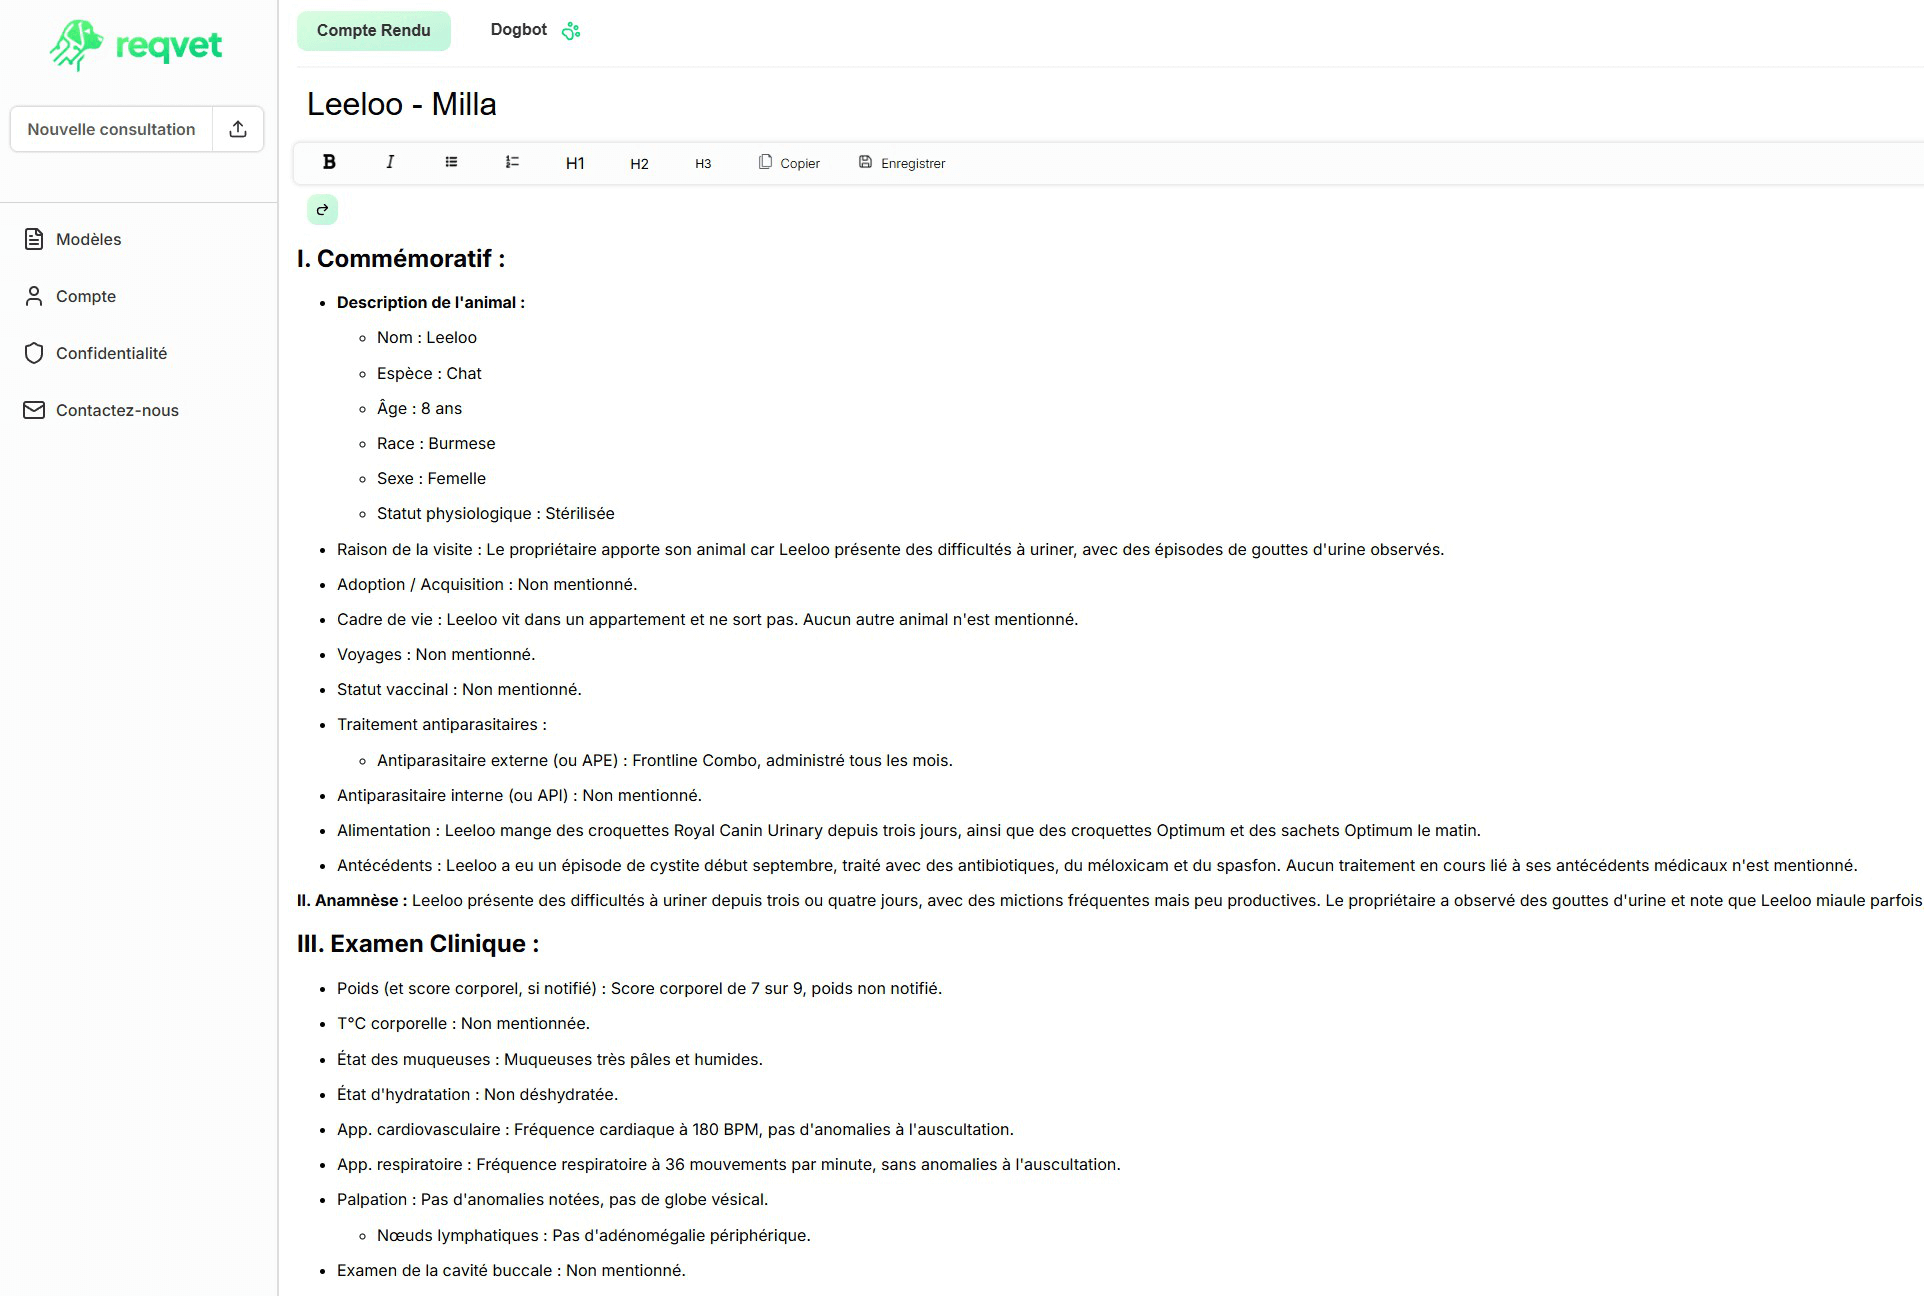 reqvet
Nouvelle consultation
Modèles
Compte
Confidentialité
Contactez-nous
Compte Rendu
Dogbot
Leeloo - Milla
B I H1 H2 H3 Copier Enregistrer
I. Commémoratif :
• Description de l'animal :
◦ Nom : Leeloo
◦ Espèce : Chat
◦ Âge : 8 ans
◦ Race : Burmese
◦ Sexe : Femelle
◦ Statut physiologique : Stérilisée
• Raison de la visite : Le propriétaire apporte son animal car Leeloo présente des difficultés à uriner, avec des épisodes de gouttes d'urine observés.
• Adoption / Acquisition : Non mentionné.
• Cadre de vie : Leeloo vit dans un appartement et ne sort pas. Aucun autre animal n'est mentionné.
• Voyages : Non mentionné.
• Statut vaccinal : Non mentionné.
• Traitement antiparasitaires :
◦ Antiparasitaire externe (ou APE) : Frontline Combo, administré tous les mois.
• Antiparasitaire interne (ou API) : Non mentionné.
• Alimentation : Leeloo mange des croquettes Royal Canin Urinary depuis trois jours, ainsi que des croquettes Optimum et des sachets Optimum le matin.
• Antécédents : Leeloo a eu un épisode de cystite début septembre, traité avec des antibiotiques, du méloxicam et du spasfon. Aucun traitement en cours lié à ses antécédents médicaux n'est mentionné.
II. Anamnèse : Leeloo présente des difficultés à uriner depuis trois ou quatre jours, avec des mictions fréquentes mais peu productives. Le propriétaire a observé des gouttes d'urine et note que Leeloo miaule parfois
III. Examen Clinique :
• Poids (et score corporel, si notifié) : Score corporel de 7 sur 9, poids non notifié.
• T°C corporelle : Non mentionnée.
• État des muqueuses : Muqueuses très pâles et humides.
• État d'hydratation : Non déshydratée.
• App. cardiovasculaire : Fréquence cardiaque à 180 BPM, pas d'anomalies à l'auscultation.
• App. respiratoire : Fréquence respiratoire à 36 mouvements par minute, sans anomalies à l'auscultation.
• Palpation : Pas d'anomalies notées, pas de globe vésical.
◦ Nœuds lymphatiques : Pas d'adénomégalie périphérique.
• Examen de la cavité buccale : Non mentionné.